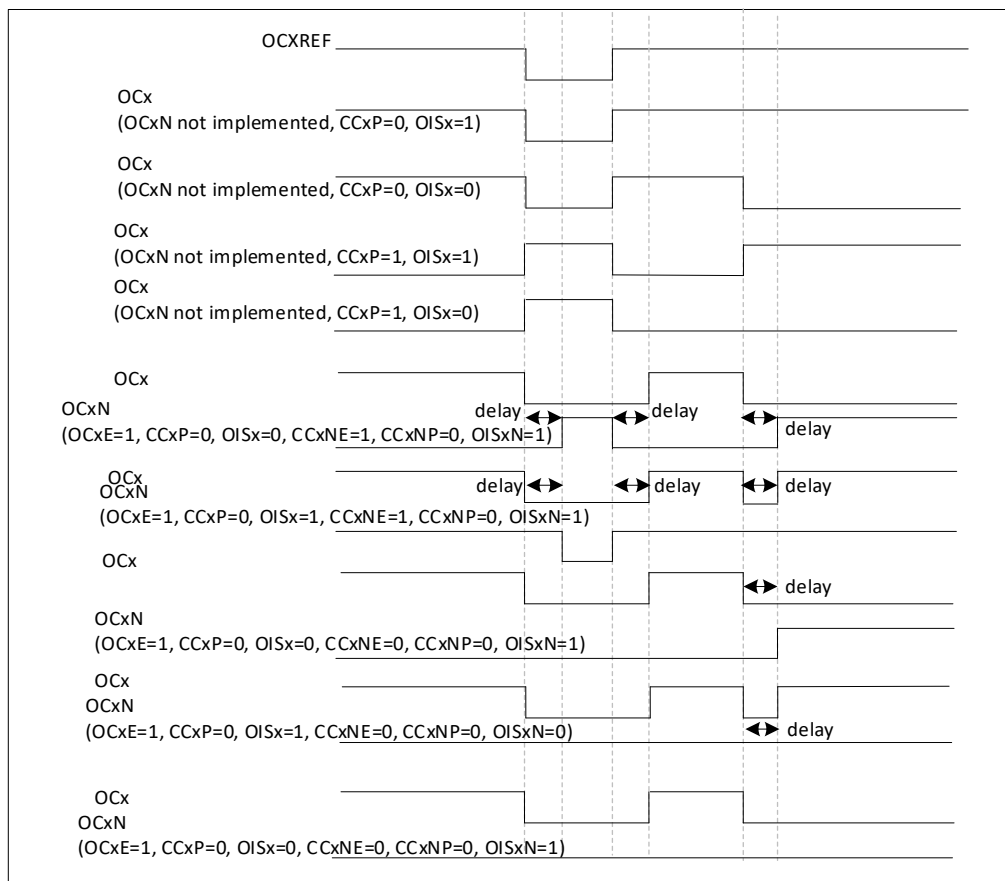 OCXREF
OCx
(OCxN not implemented, CCxP=0, OISx=1)
OCx
(OCxN not implemented, CCxP=0, OISx=0)
OCx
(OCxN not implemented, CCxP=1, OISx=1)
OCx
(OCxN not implemented, CCxP=1, OISx=0)
OCx
OCxN
delay
delay
delay
(OCxE=1, CCxP=0, OISx=0, CCxNE=1, CCxNP=0, OISxN=1)
OCx
delay
delay
delay
OCxN
(OCxE=1, CCxP=0, OISx=1, CCxNE=1, CCxNP=0, OISxN=1)
OCx
delay
OCxN
(OCxE=1, CCxP=0, OISx=0, CCxNE=0, CCxNP=0, OISxN=1)
OCx
OCxN
(OCxE=1, CCxP=0, OISx=1, CCxNE=0, CCxNP=0, OISxN=0)
delay
OCx
OCxN
(OCxE=1, CCxP=0, OISx=0, CCxNE=0, CCxNP=0, OISxN=1)